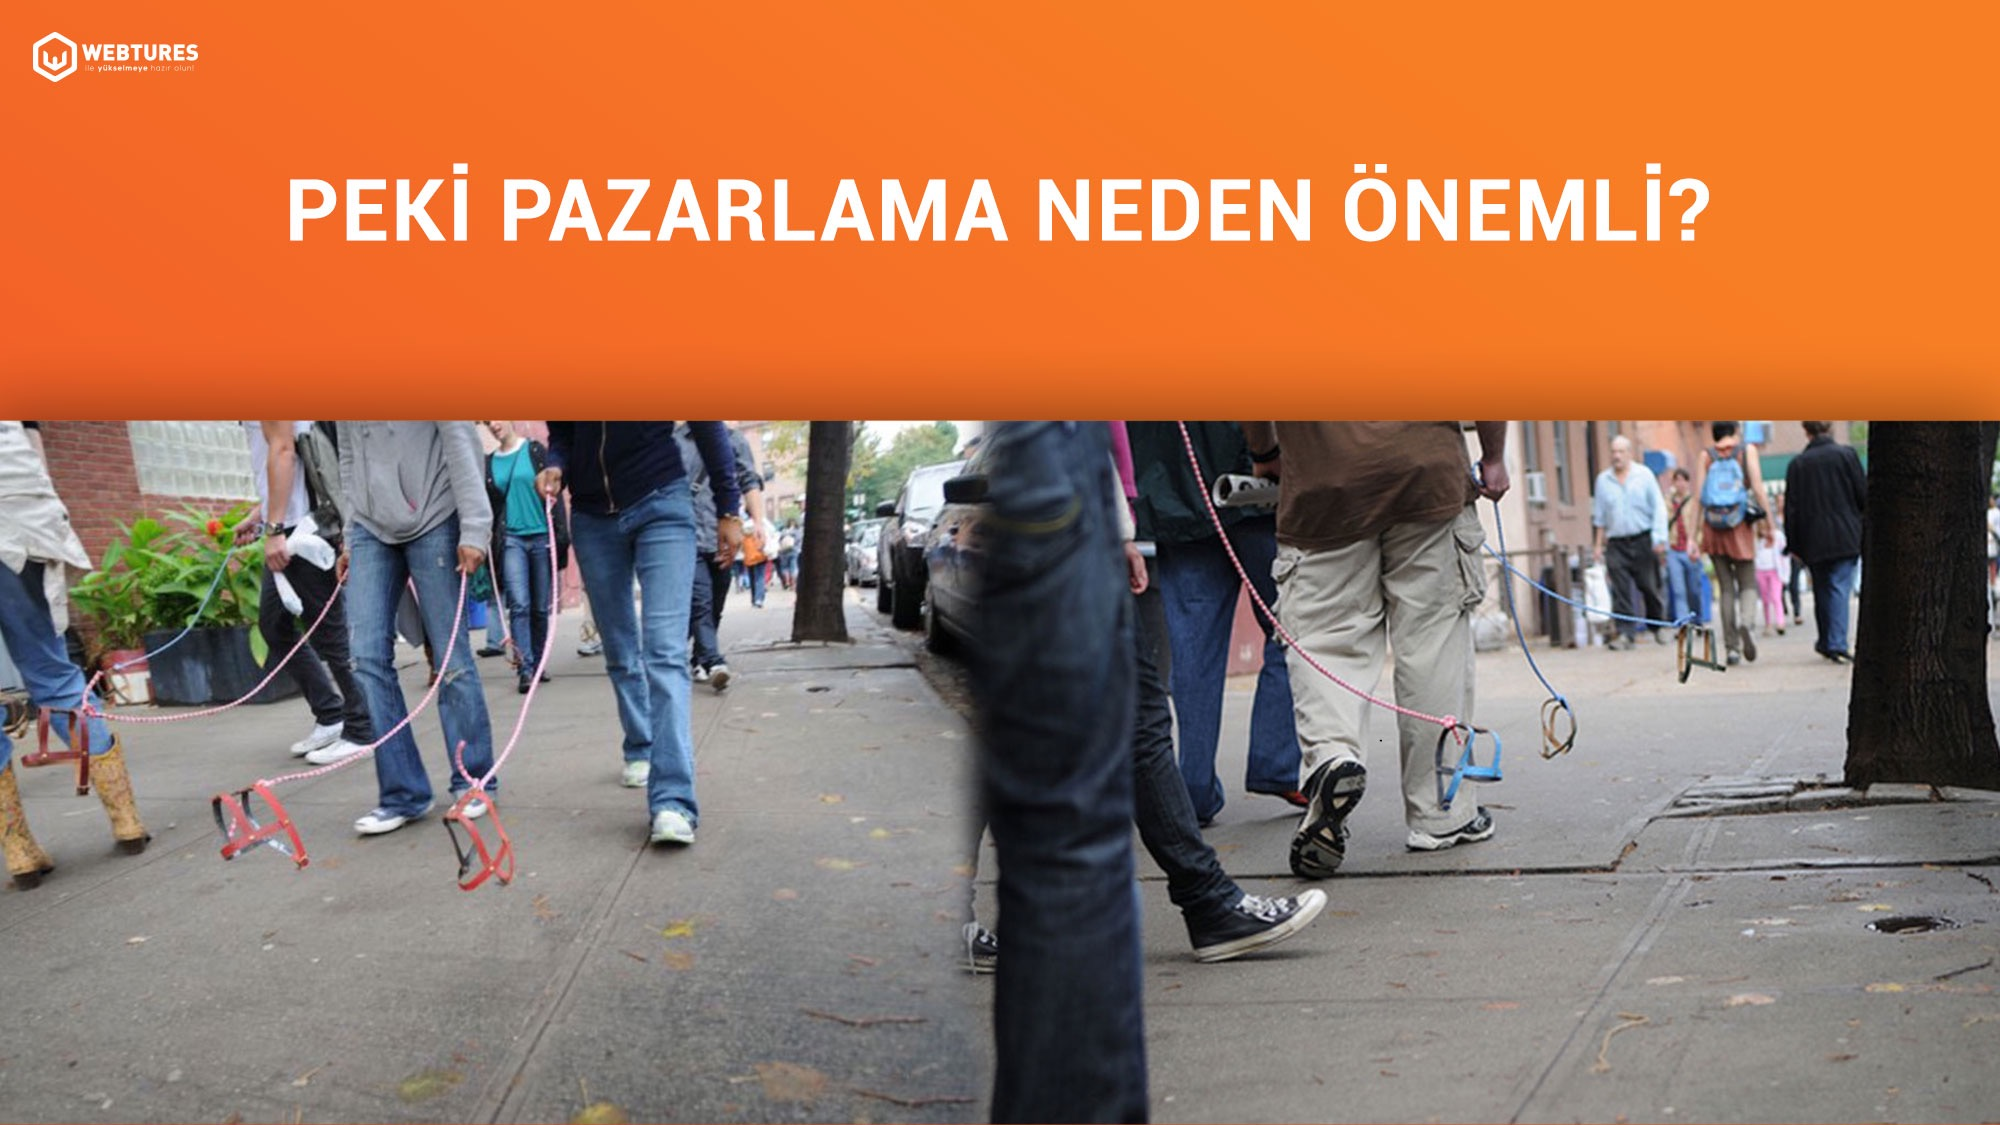 WEBTURES
ile yükselmeye hazır olun!
PEKİ PAZARLAMA NEDEN ÖNEMLİ?